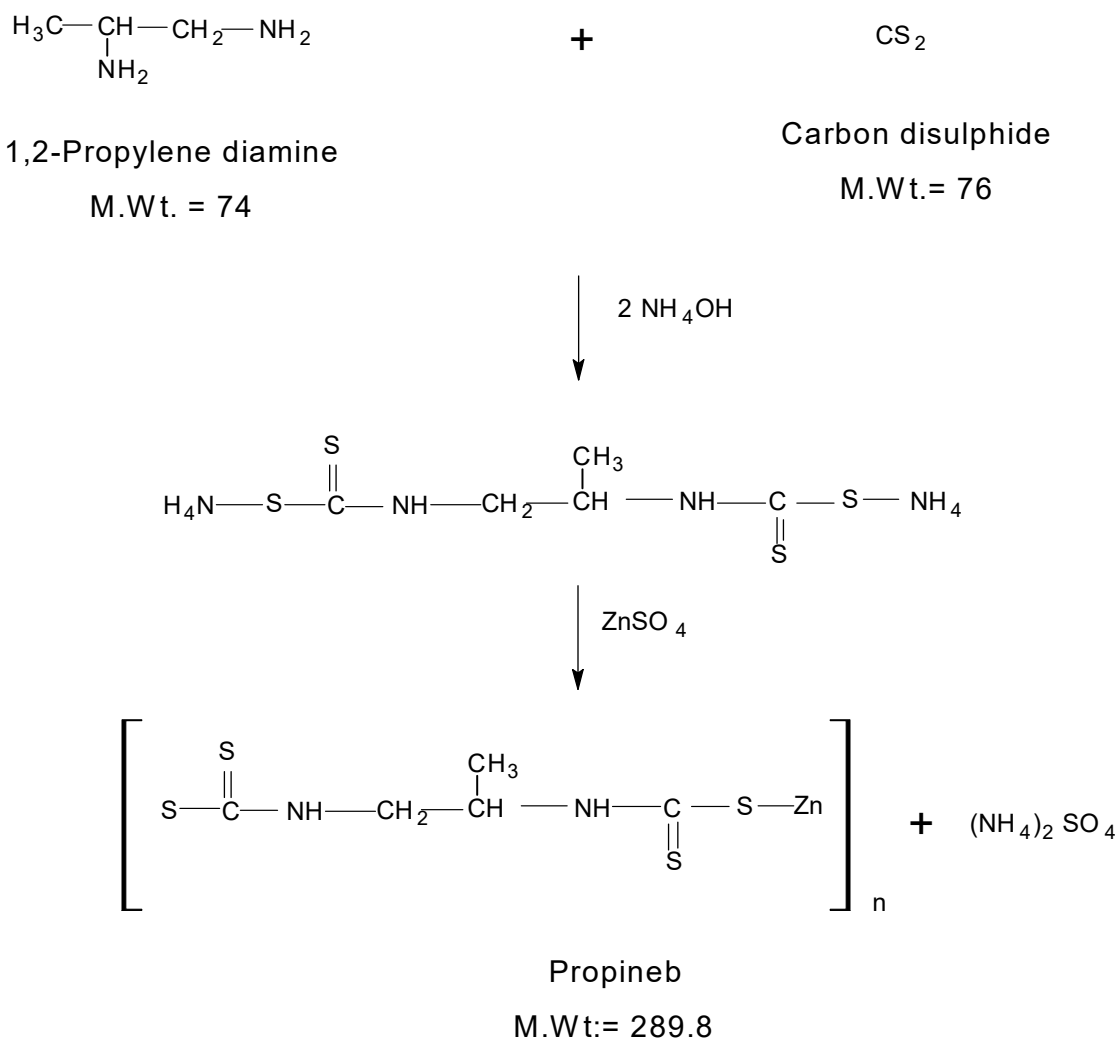 H3C—CH—CH2—NH2 + CS2
NH2
1,2-Propylene diamine
Carbon disulphide
M.Wt. = 74
M.Wt.= 76
2 NH4OH
S
CH3
H4N—S—C—NH—CH2—CH—NH—C—S—NH4
S
ZnSO4
S
CH3
S—C—NH—CH2—CH—NH—C—S—Zn + (NH4)2 SO4
S
n
Propineb
M.Wt:= 289.8